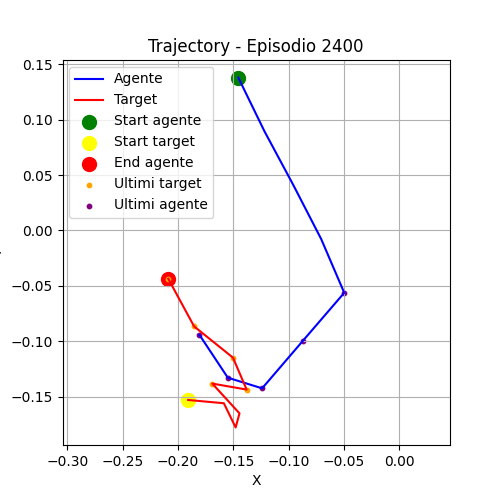 Trajectory - Episodio 2400
0.15
0.10
0.05
0.00
−0.05
−0.10
−0.15
Agente
Target
Start agente
Start target
End agente
Ultimi target
Ultimi agente
−0.30 −0.25 −0.20 −0.15 −0.10 −0.05 0.00
X